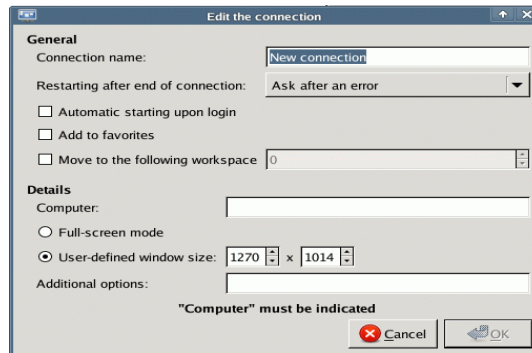 Edit the connection
General
Connection name: New connection
Restarting after end of connection: Ask after an error
Automatic starting upon login
Add to favorites
Move to the following workspace 0
Details
Computer:
Full-screen mode
User-defined window size: 1270 x 1014
Additional options:
"Computer" must be indicated
Cancel OK